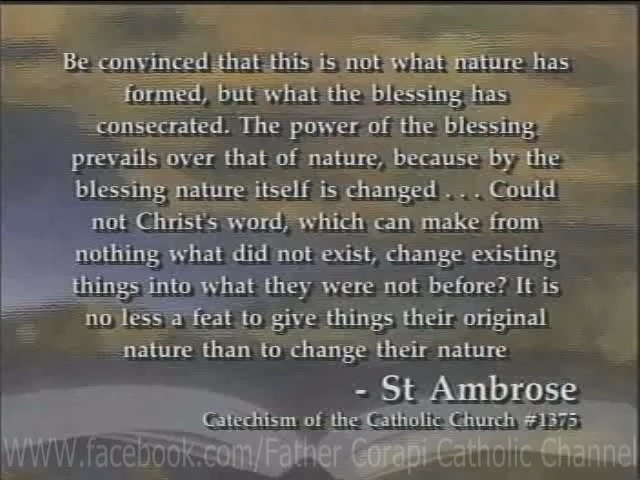 Be convinced that this is not what nature has
formed, but what the blessing has
consecrated. The power of the blessing
prevails over that of nature, because by the
blessing nature itself is changed . . . Could
not Christ's word, which can make from
nothing what did not exist, change existing
things into what they were not before? It is
no less a feat to give things their original
nature than to change their nature
- St Ambrose
Catechism of the Catholic Church #1375
WWW.facebook.com/Father Corapi Catholic Channel